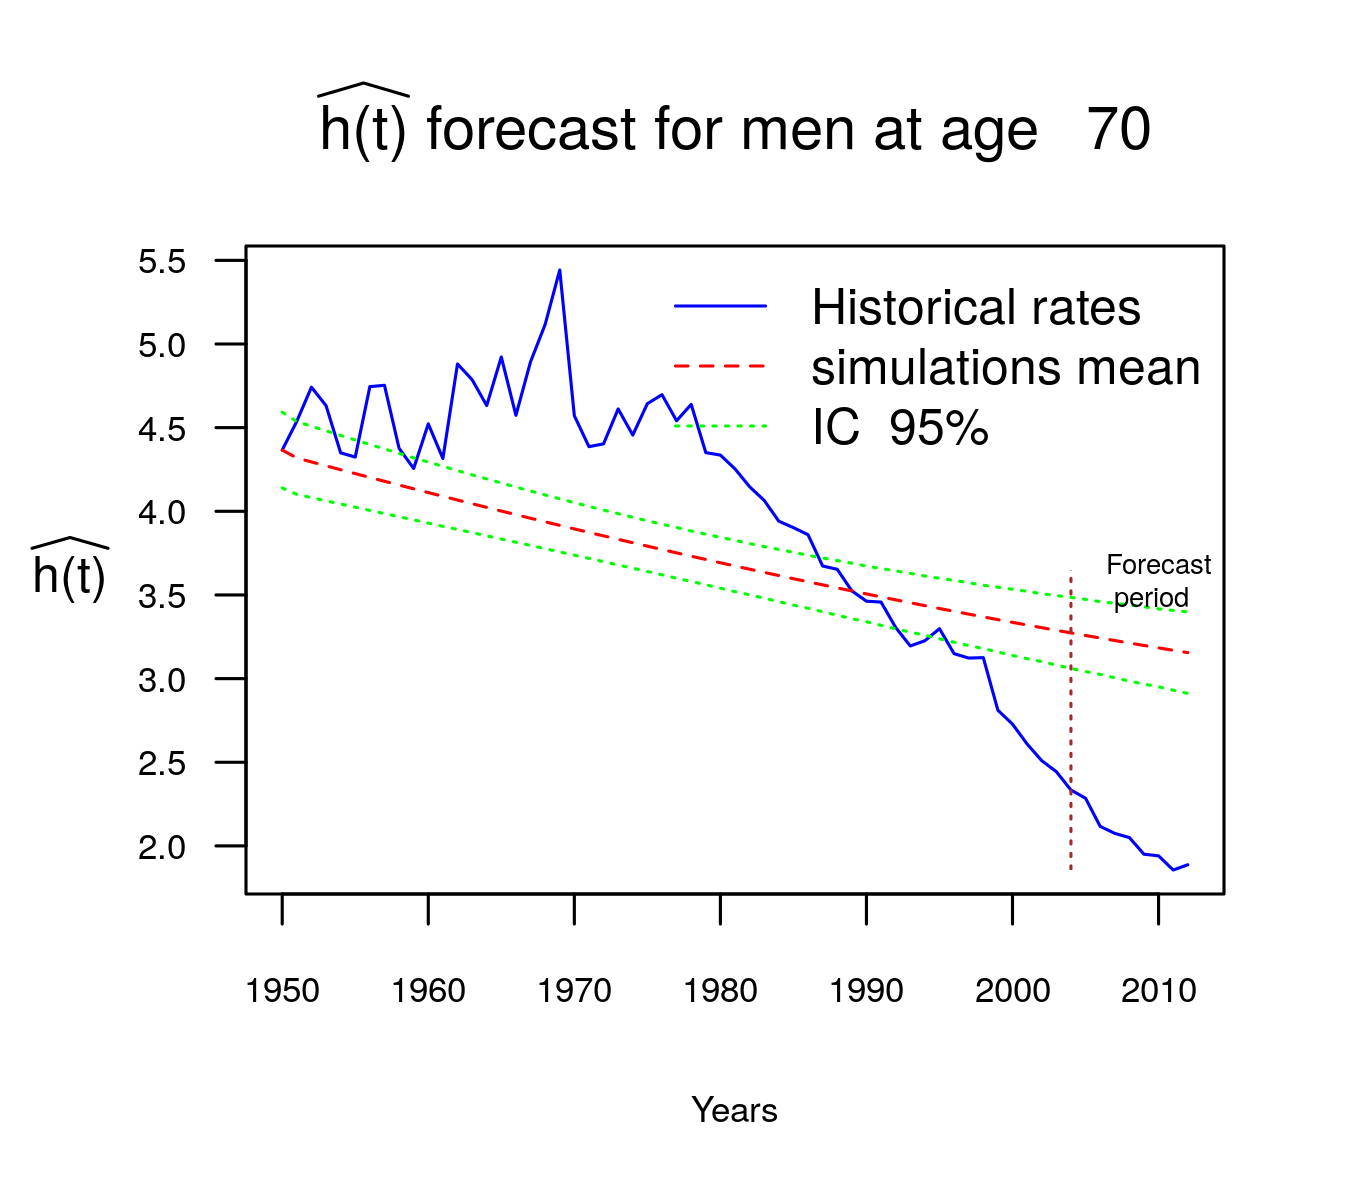 ĥ(t) forecast for men at age 70
5.5
5.0
4.5
4.0
3.5
3.0
2.5
2.0
ĥ(t)
Historical rates
simulations mean
IC 95%
Forecast
period
1950 1960 1970 1980 1990 2000 2010
Years